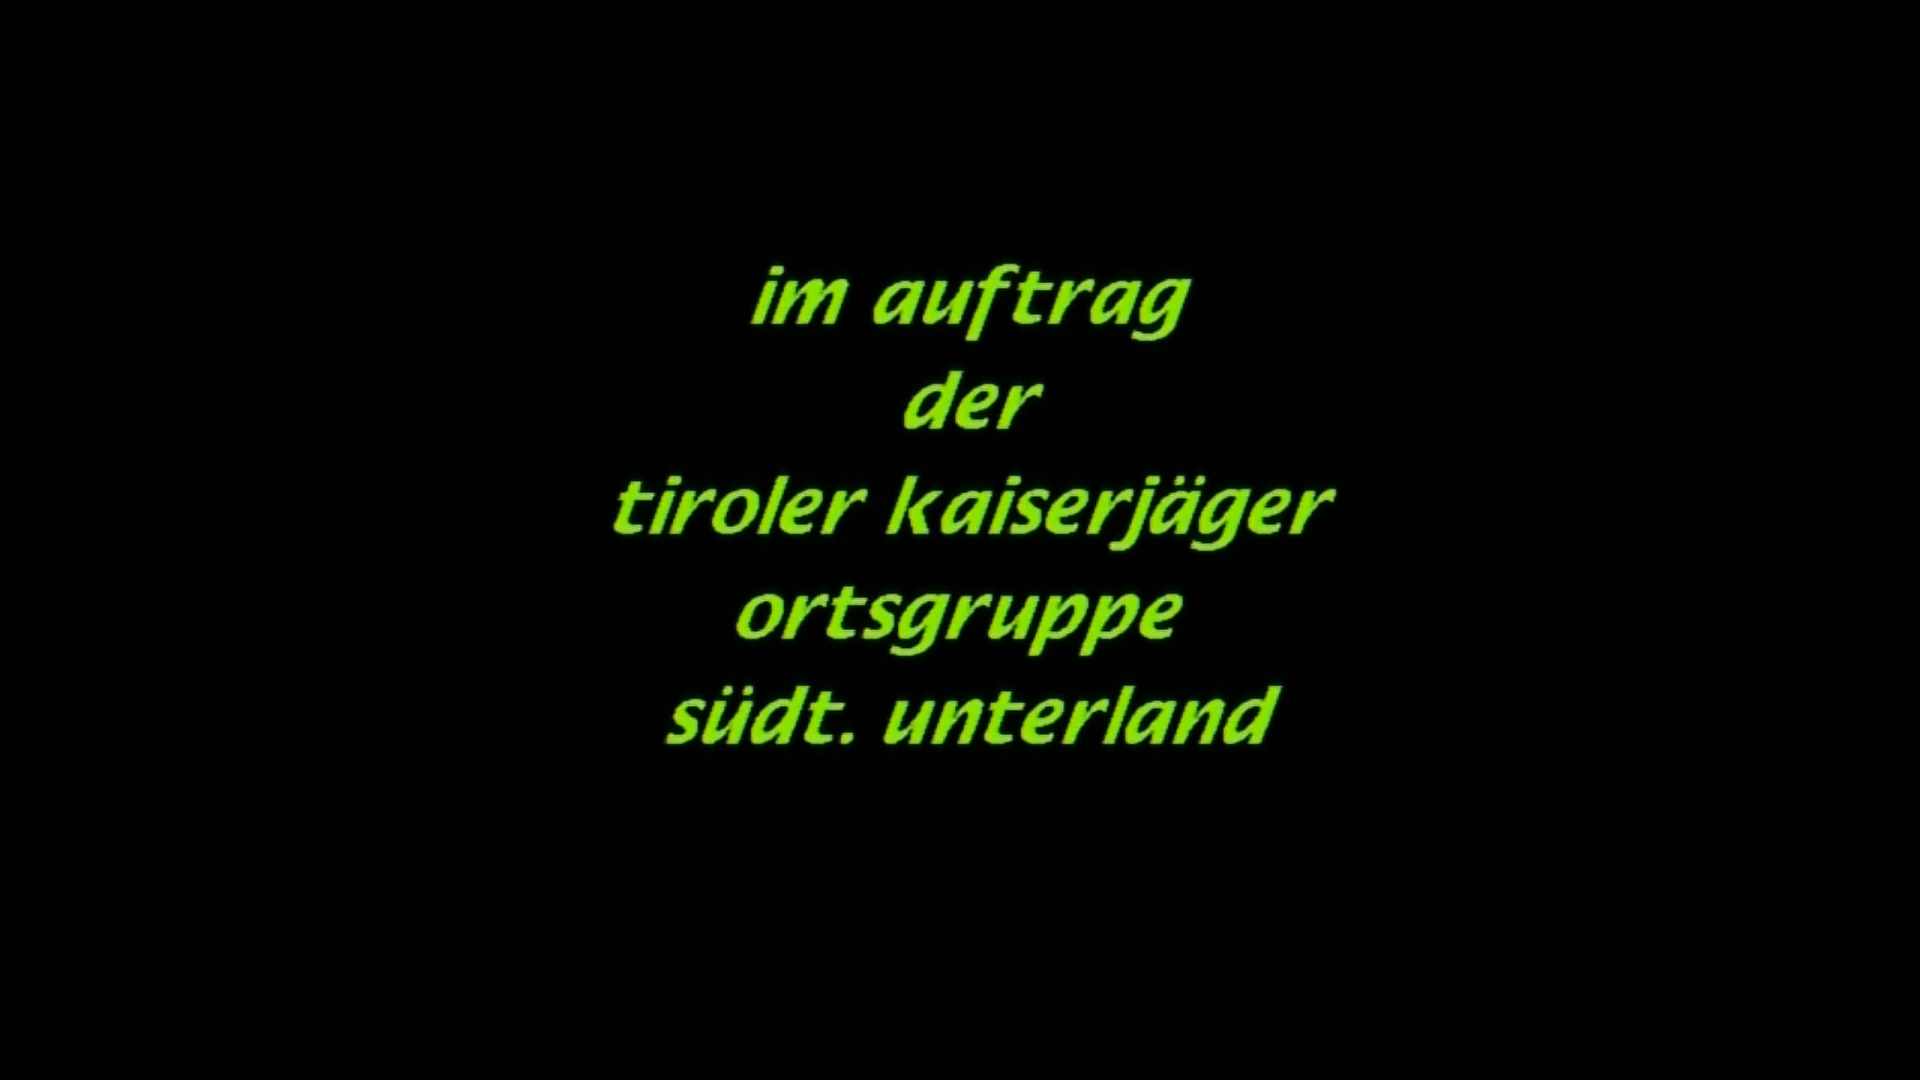 im auftrag
der
tiroler kaiserjäger
ortsgruppe
südt. unterland